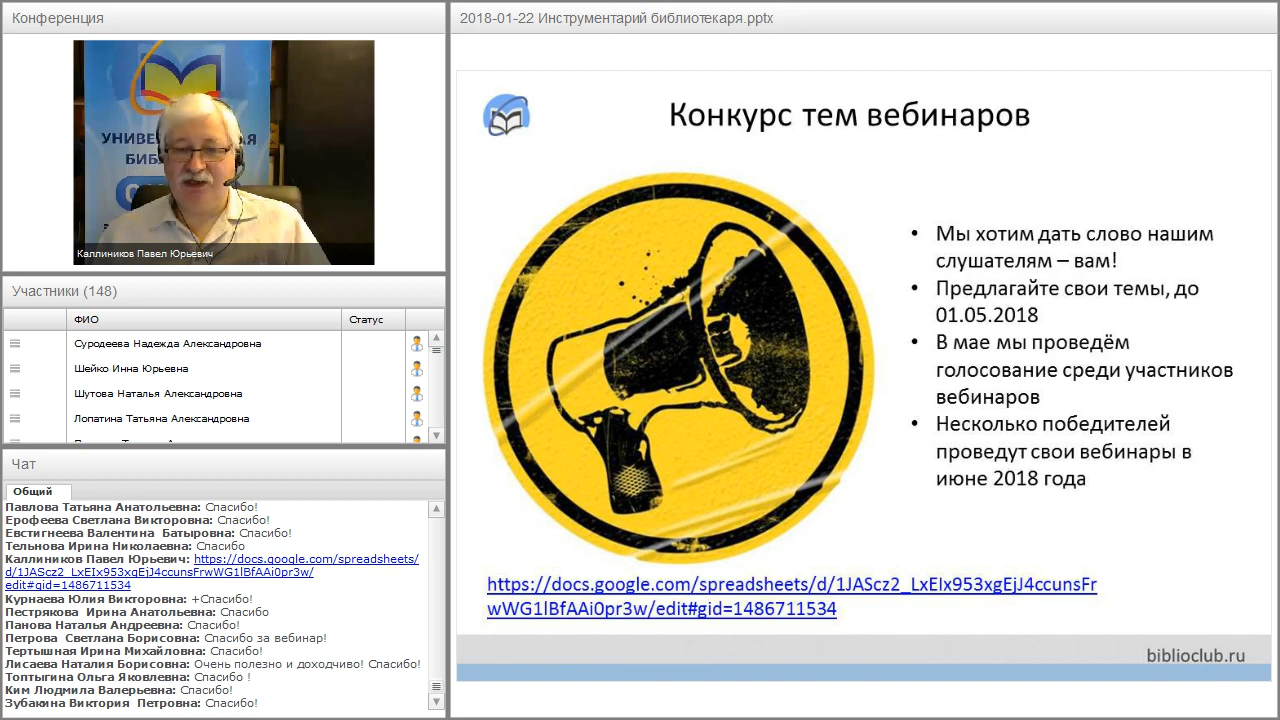 Конференция
УНИВЕ
АЯ
БИБЛ
Каллиников Павел Юрьевич
Участники (148)
ФИО
Статус
Суродеева Надежда Александровна
Шейко Инна Юрьевна
Шутова Наталья Александровна
Лопатина Татьяна Александровна
Чат
Общий
Павлова Татьяна Анатольевна: Спасибо!
Ерофеева Светлана Викторовна: Спасибо!
Евстигнеева Валентина Батыровна: Спасибо!
Тельнова Ирина Николаевна: Спасибо
Каллиников Павел Юрьевич: https://docs.google.com/spreadsheets/
d/1JAScz2_LxEIx953xgEjJ4ccunsFrwWG1lBfAAi0pr3w/
edit#gid=1486711534
Курнаева Юлия Викторовна: +Спасибо!
Пестрякова Ирина Анатольевна: Спасибо
Панова Наталья Андреевна: Спасибо!
Петрова Светлана Борисовна: Спасибо за вебинар!
Тертышная Ирина Михайловна: Спасибо!
Лисаева Наталия Борисовна: Очень полезно и доходчиво! Спасибо!
Топтыгина Ольга Яковлевна: Спасибо !
Ким Людмила Валерьевна: Спасибо!
Зубакина Виктория Петровна: Спасибо!
2018-01-22 Инструментарий библиотекаря.pptx
Конкурс тем вебинаров
• Мы хотим дать слово нашим
слушателям – вам!
• Предлагайте свои темы, до
01.05.2018
• В мае мы проведём
голосование среди участников
вебинаров
• Несколько победителей
проведут свои вебинары в
июне 2018 года
https://docs.google.com/spreadsheets/d/1JAScz2_LxEIx953xgEjJ4ccunsFr
wWG1lBfAAi0pr3w/edit#gid=1486711534
biblioclub.ru